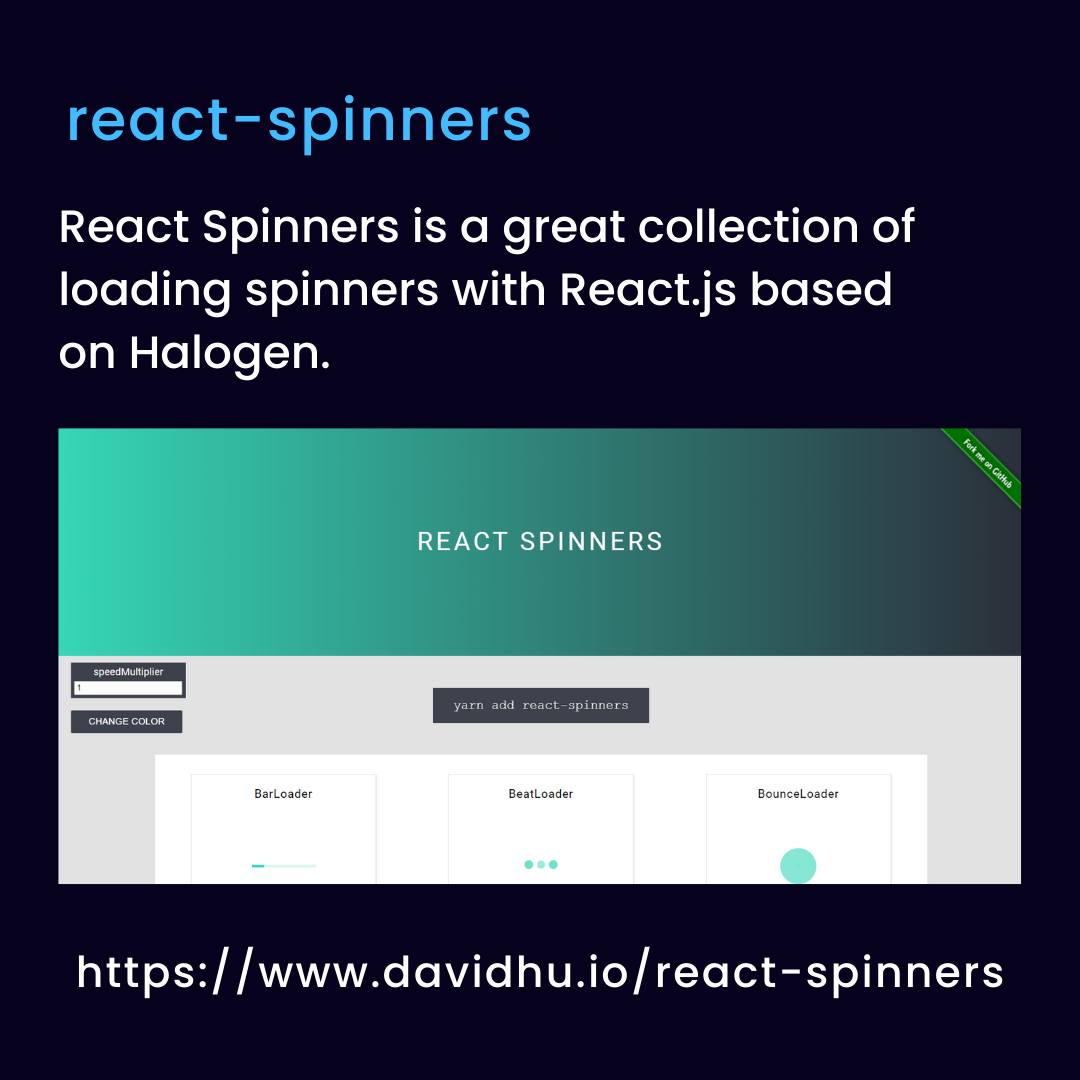 react-spinners
React Spinners is a great collection of
loading spinners with React.js based
on Halogen.
Fork me on GitHub
REACT SPINNERS
speedMultiplier
1
CHANGE COLOR
yarn add react-spinners
BarLoader
BeatLoader
BounceLoader
https://www.davidhu.io/react-spinners